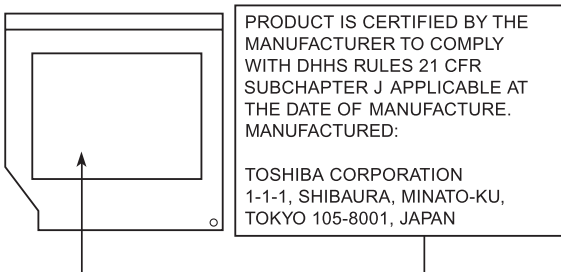 PRODUCT IS CERTIFIED BY THE
MANUFACTURER TO COMPLY
WITH DHHS RULES 21 CFR
SUBCHAPTER J APPLICABLE AT
THE DATE OF MANUFACTURE.
MANUFACTURED:
TOSHIBA CORPORATION
1-1-1, SHIBAURA, MINATO-KU,
TOKYO 105-8001, JAPAN